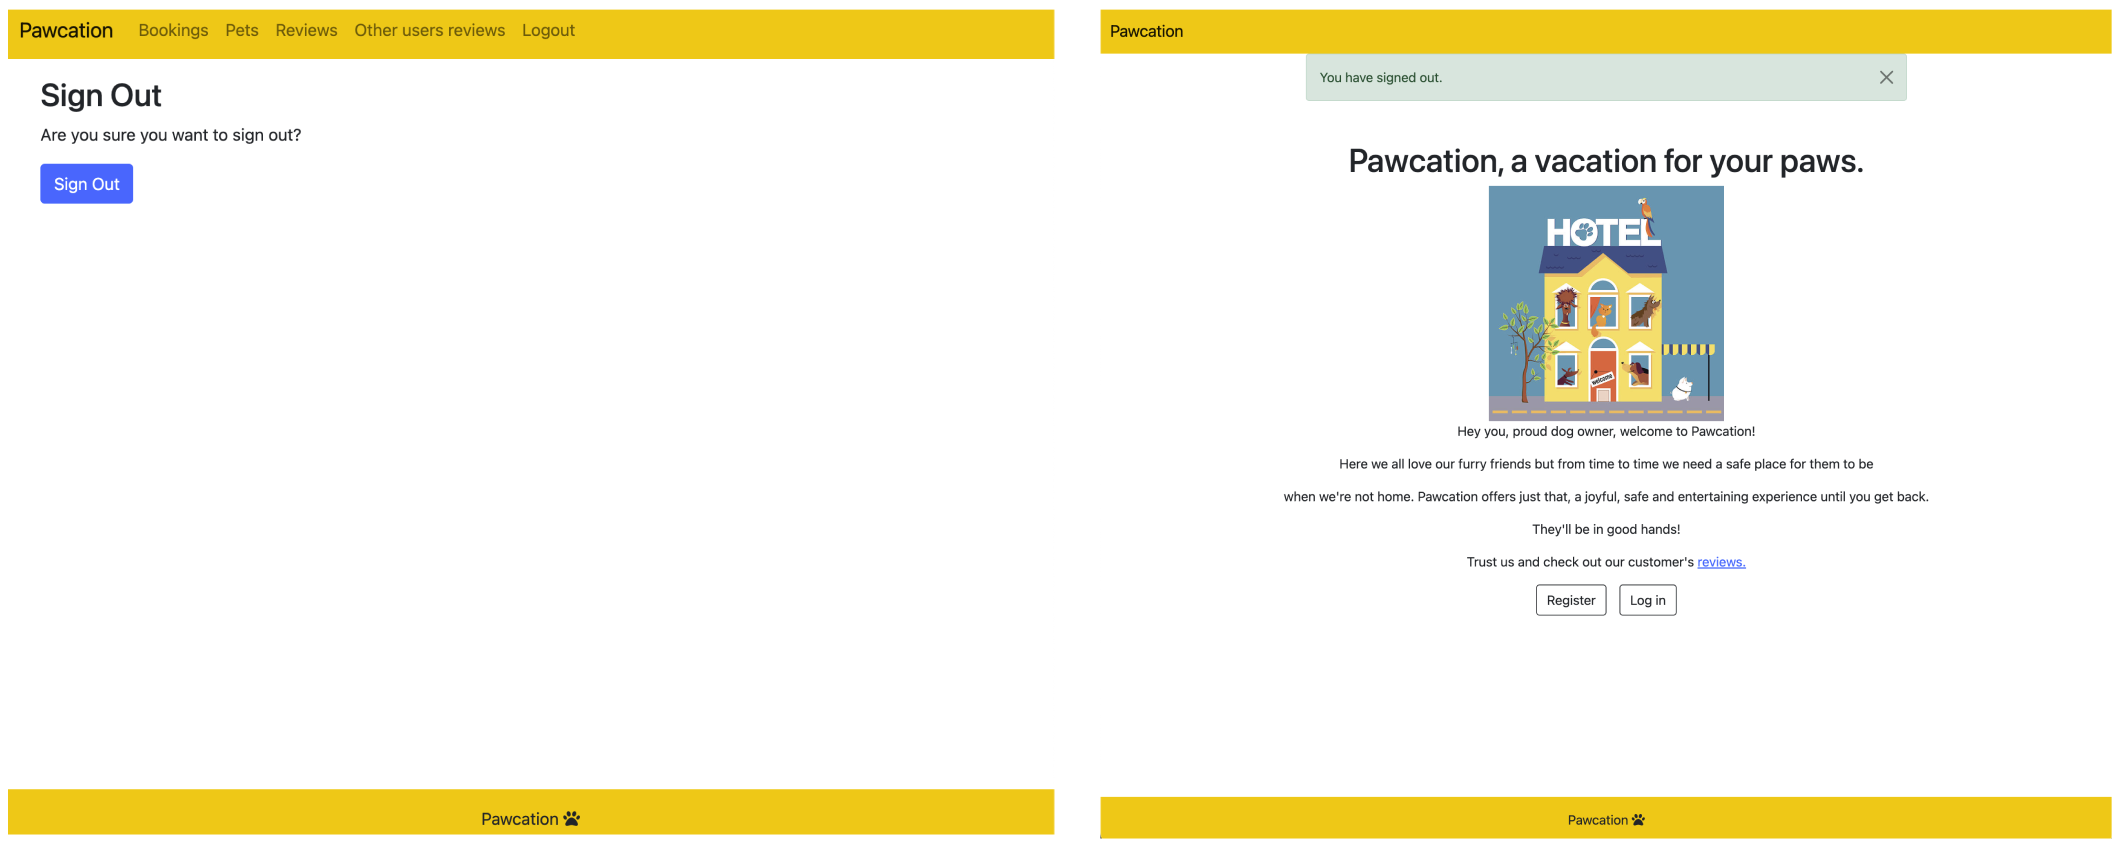 Pawcation Bookings Pets Reviews Other users reviews Logout
Sign Out
Are you sure you want to sign out?
Sign Out
Pawcation
Pawcation
You have signed out.
Pawcation, a vacation for your paws.
HOTEL
welcome
Hey you, proud dog owner, welcome to Pawcation!
Here we all love our furry friends but from time to time we need a safe place for them to be
when we're not home. Pawcation offers just that, a joyful, safe and entertaining experience until you get back.
They'll be in good hands!
Trust us and check out our customer's reviews.
Register Log in
Pawcation